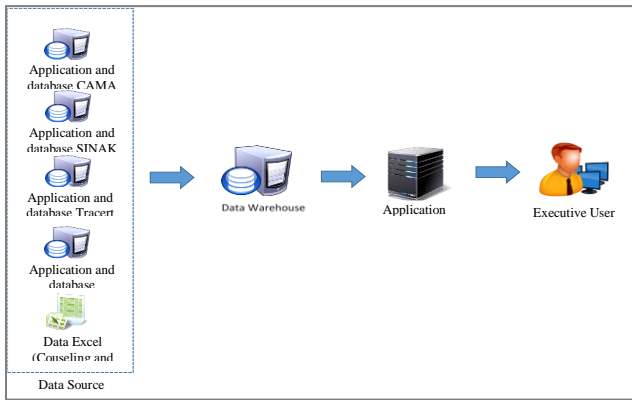 Application and
database CAMA
Application and
database SINAK
Application and
database Tracert
Application and
database
Data Excel
(Couseling and
Data Source
Data Warehouse
Application
Executive User